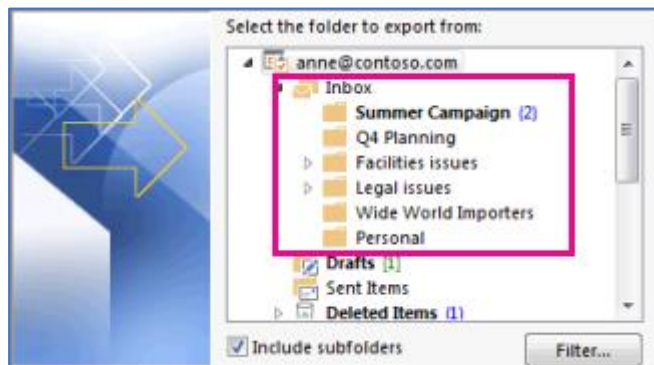 Select the folder to export from:
anne@contoso.com
Inbox
Summer Campaign (2)
Q4 Planning
Facilities issues
Legal issues
Wide World Importers
Personal
Drafts [1]
Sent Items
Deleted Items (1)
Include subfolders
Filter...